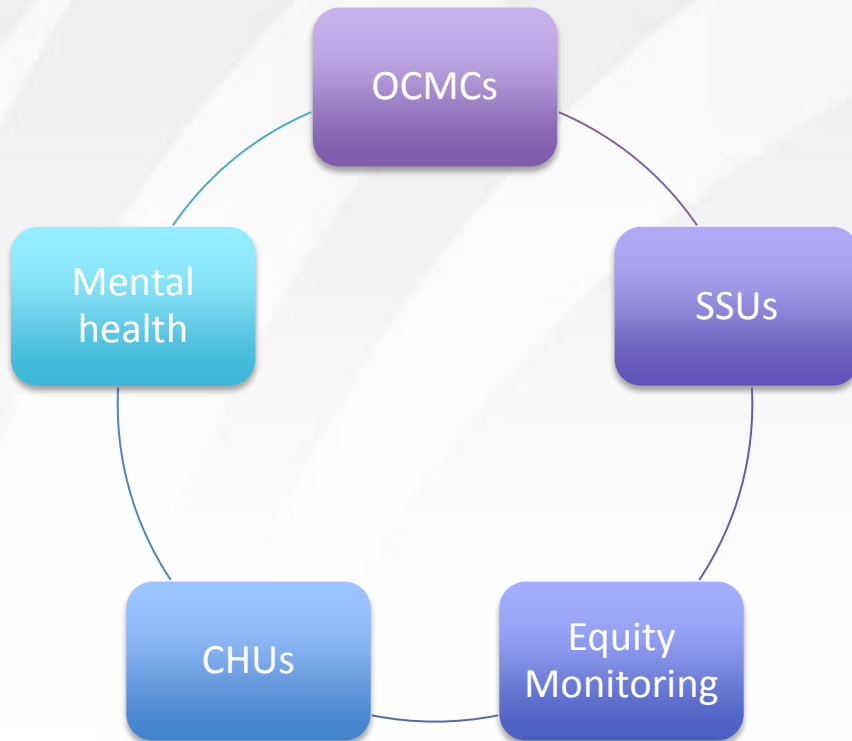 OCMCs
SSUs
Equity
Monitoring
CHUs
Mental
health